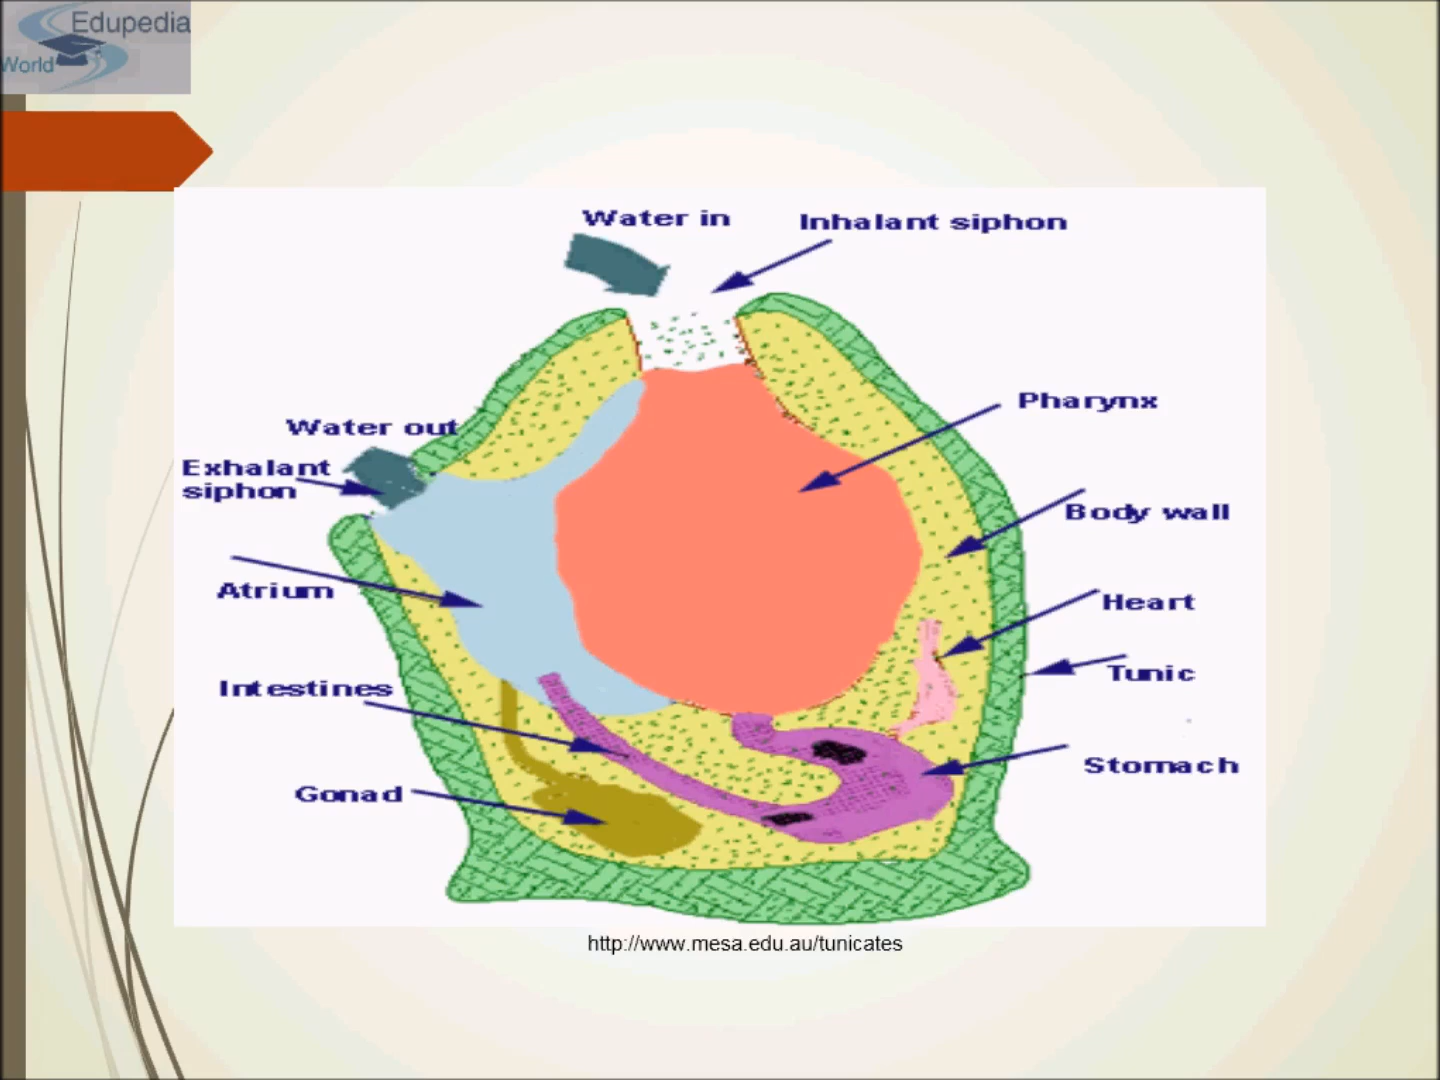 Edupedia
World
Water in
Inhalant siphon
Pharynx
Water out
Exhalant
siphon
Body wall
Atrium
Heart
Tunic
Intestines
Stomach
Gonad
http://www.mesa.edu.au/tunicates